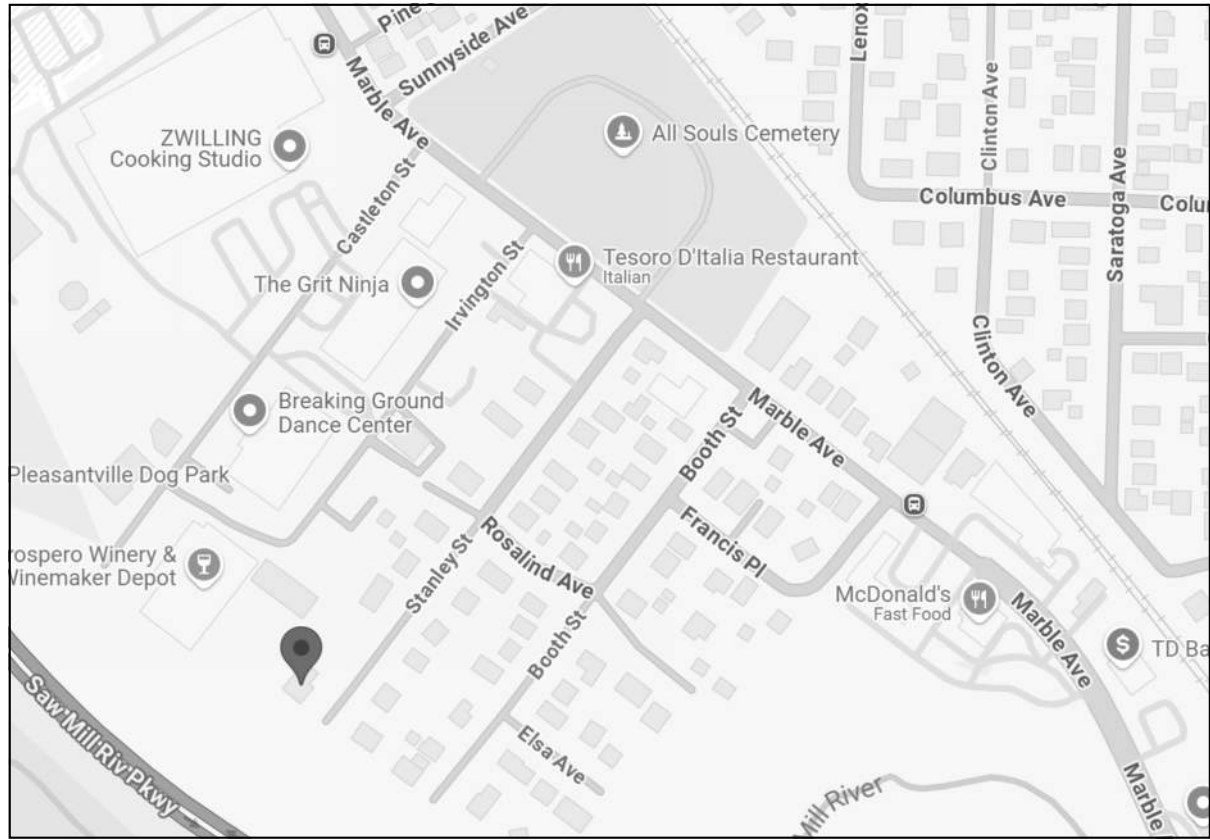 Pine
Sunnyside Ave
Marble Ave
Lenox
Clinton Ave
ZWILLING
Cooking Studio
All Souls Cemetery
Columbus Ave
Saratoga Ave
Castleton St
Irvington St
Tesoro D'Italia Restaurant
Italian
The Grit Ninja
Clinton Ave
Breaking Ground
Dance Center
Booth St
Marble Ave
Pleasantville Dog Park
Francis Pl
Rosalind Ave
Stanley St
rospero Winery &
Winemaker Depot
McDonald's
Fast Food
Marble Ave
$
TD Ba
Booth St
Saw Mill Riv Pkwy
Elsa Ave
Mill River
Marble